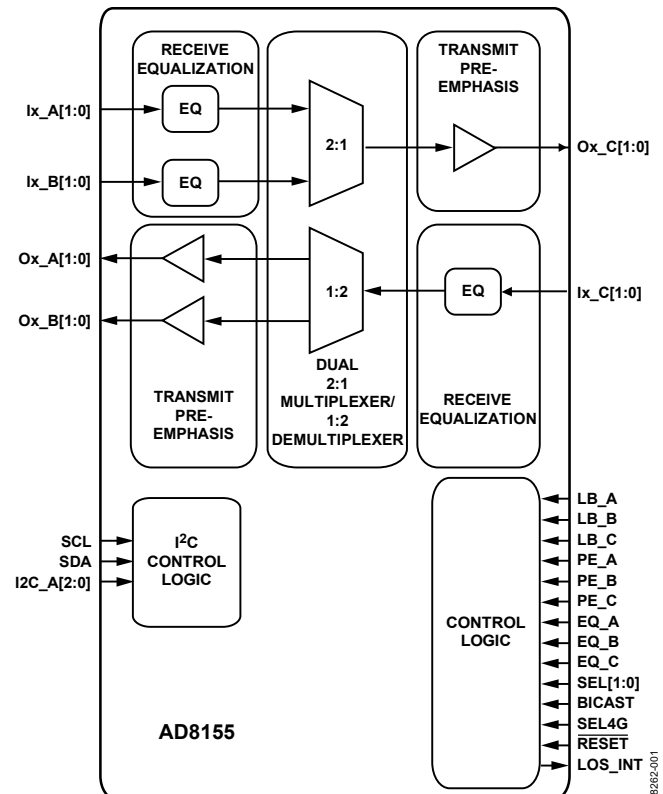 RECEIVE
EQUALIZATION
TRANSMIT
PRE-
EMPHASIS
Ix_A[1:0]
EQ
2:1
Ox_C[1:0]
Ix_B[1:0]
EQ
Ox_A[1:0]
1:2
EQ
Ix_C[1:0]
Ox_B[1:0]
TRANSMIT
PRE-
EMPHASIS
DUAL
2:1
MULTIPLEXER/
1:2
DEMULTIPLEXER
RECEIVE
EQUALIZATION
SCL
SDA
I2C_A[2:0]
I²C
CONTROL
LOGIC
CONTROL
LOGIC
LB_A
LB_B
LB_C
PE_A
PE_B
PE_C
EQ_A
EQ_B
EQ_C
SEL[1:0]
BICAST
SEL4G
RESET
LOS_INT
AD8155
8262-001